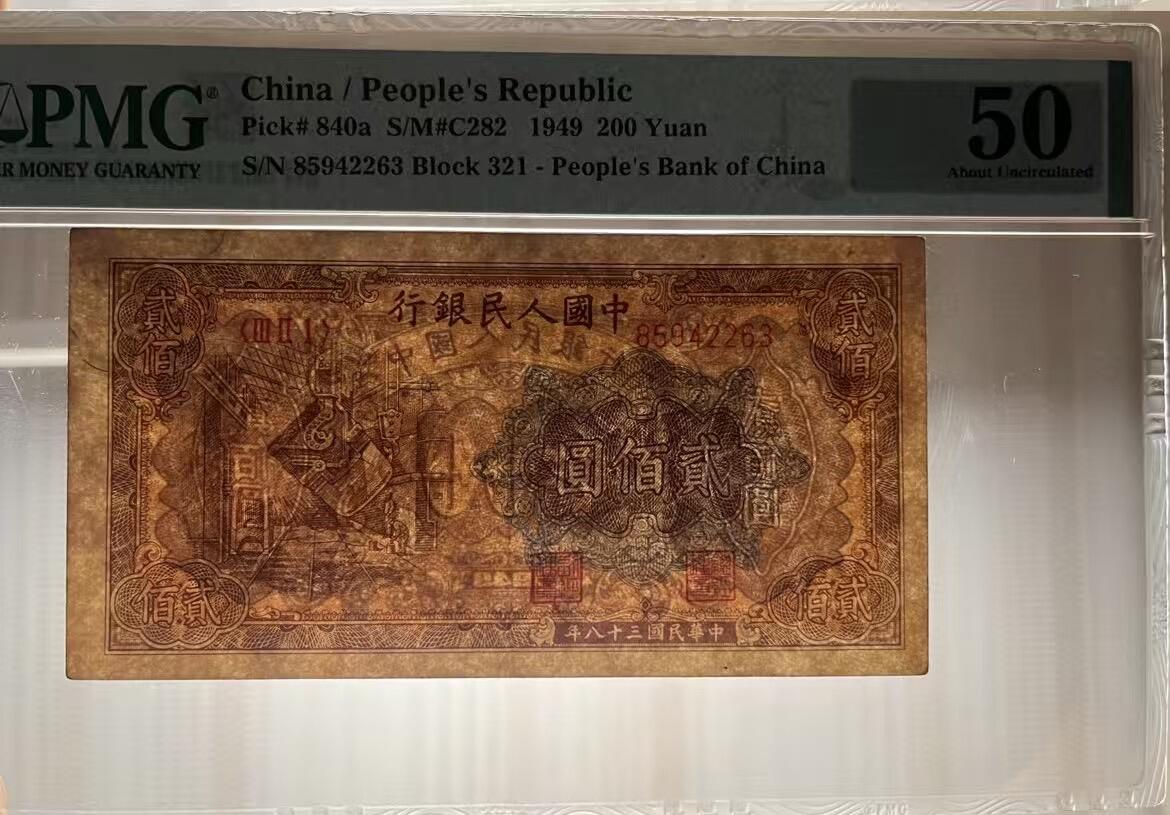 PMG®
R MONEY GUARANTY
China / People's Republic
Pick# 840a S/M#C282 1949 200 Yuan
S/N 85942263 Block 321 - People's Bank of China
50
About Uncirculated
行銀民人國中
〈III II I〉 85942263
貳佰
貳佰
圓佰貳
佰貳
佰貳
年八十三國民華中